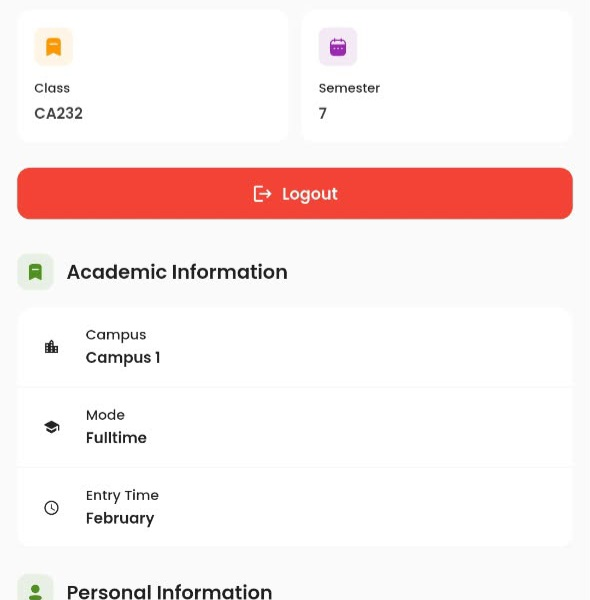 Class
CA232
Semester
7
Logout
Academic Information
Campus
Campus 1
Mode
Fulltime
Entry Time
February
Personal Information